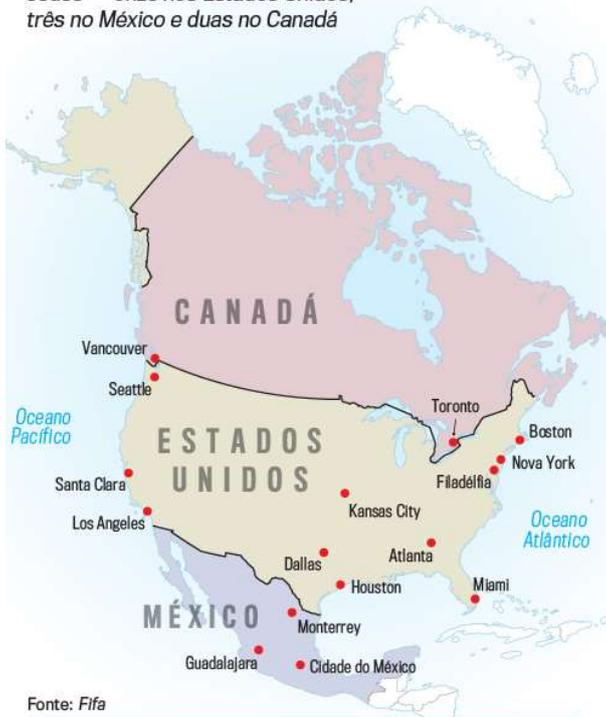 três no México e duas no Canadá
CANADÁ
Vancouver
Seattle
Toronto
Oceano
Pacífico
ESTADOS
UNIDOS
Boston
Nova York
Filadélfia
Santa Clara
Kansas City
Los Angeles
Oceano
Atlântico
Dallas
Atlanta
Houston
Miami
MÉXICO
Monterrey
Guadalajara
Cidade do México
Fonte: Fifa